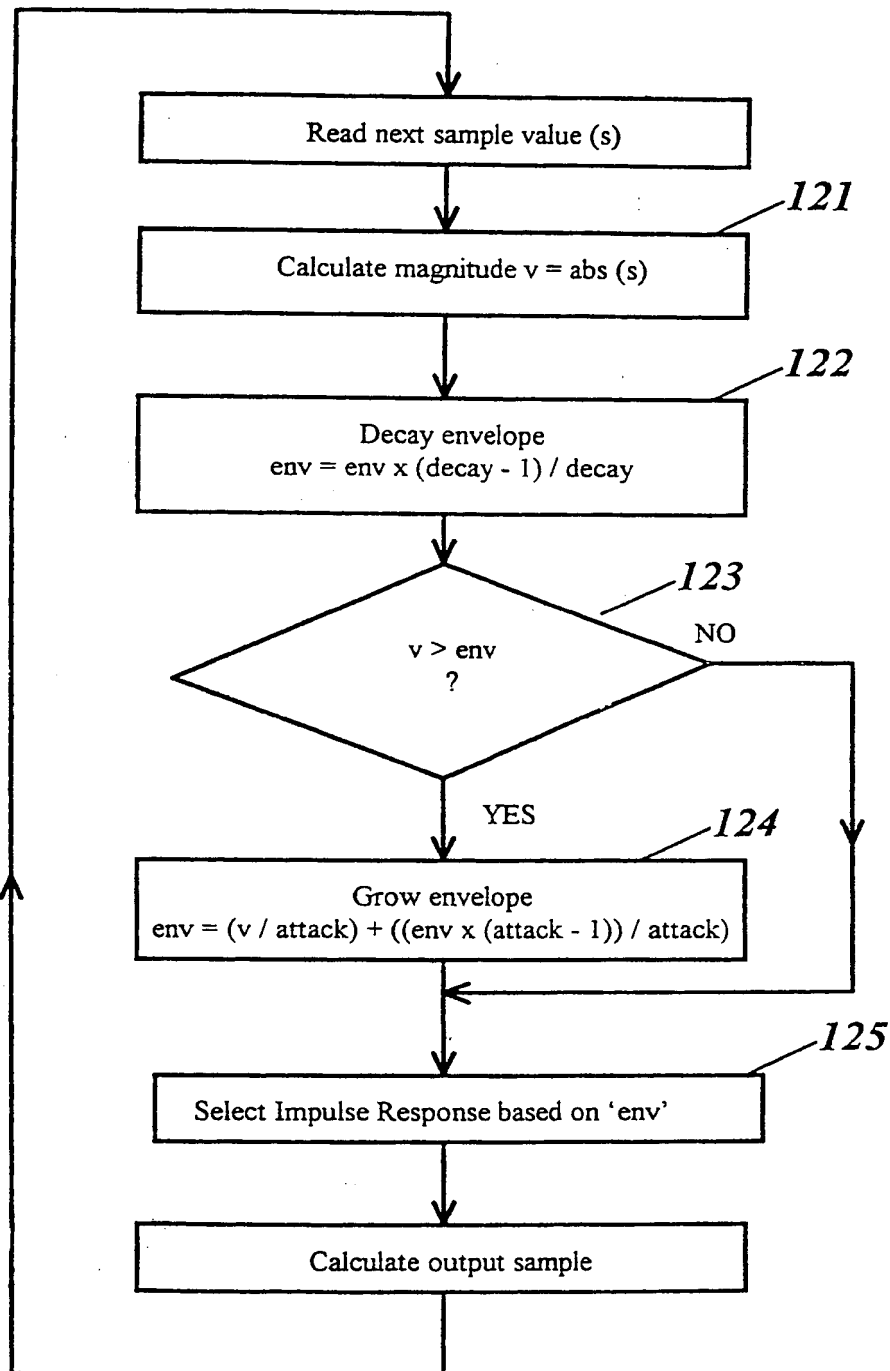 Read next sample value (s)
121
Calculate magnitude v = abs (s)
122
Decay envelope
env = env x (decay - 1) / decay
123
v > env
?
NO
YES
124
Grow envelope
env = (v / attack) + ((env x (attack - 1)) / attack)
125
Select Impulse Response based on ‘env’
Calculate output sample